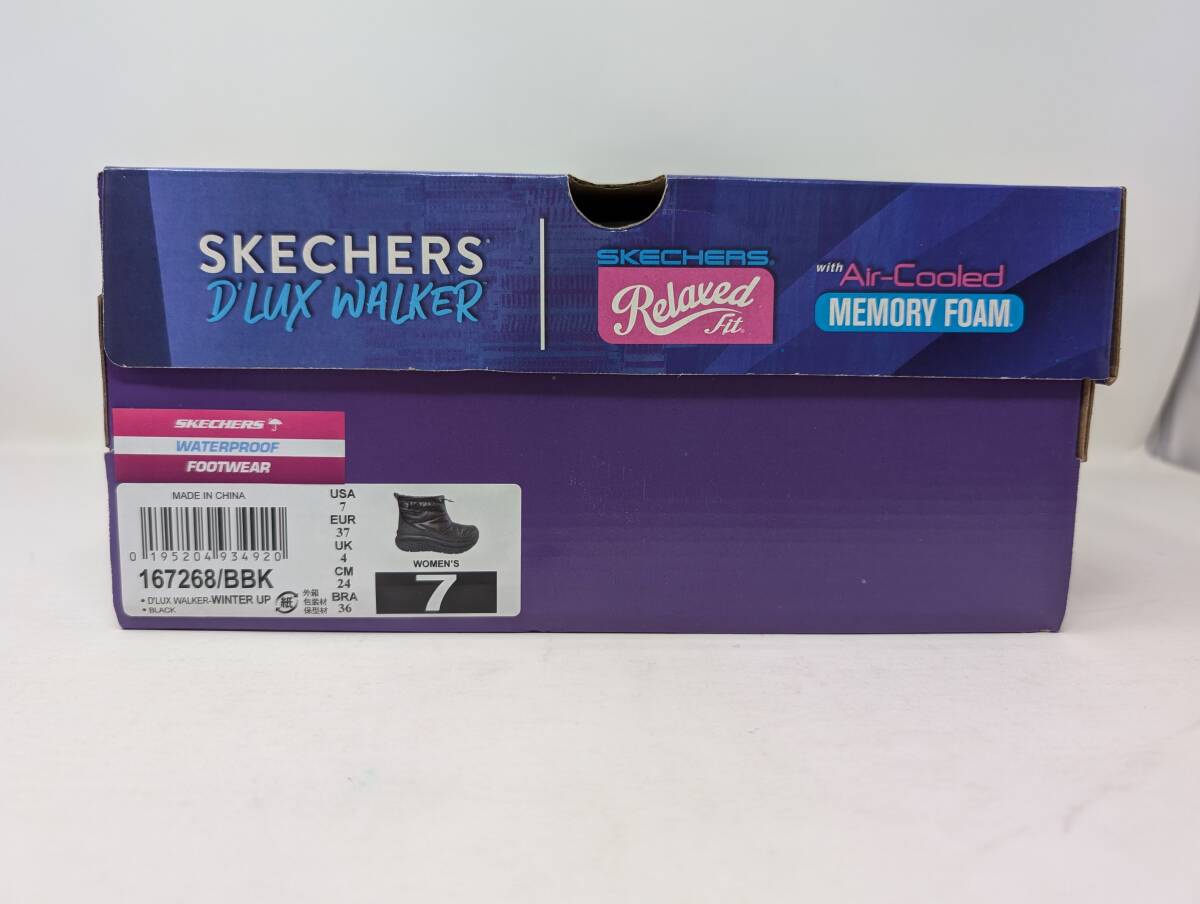 SKECHERS
D'LUX WALKER
SKECHERS®
Relaxed
Fit®
with Air-Cooled
MEMORY FOAM
SKECHERS
WATERPROOF
FOOTWEAR
MADE IN CHINA
0 195204 934920
167268/BBK
• D'LUX WALKER-WINTER UP
• BLACK
紙
外箱
包装材
保型材
USA
7
EUR
37
UK
4
CM
24
BRA
36
WOMEN'S
7